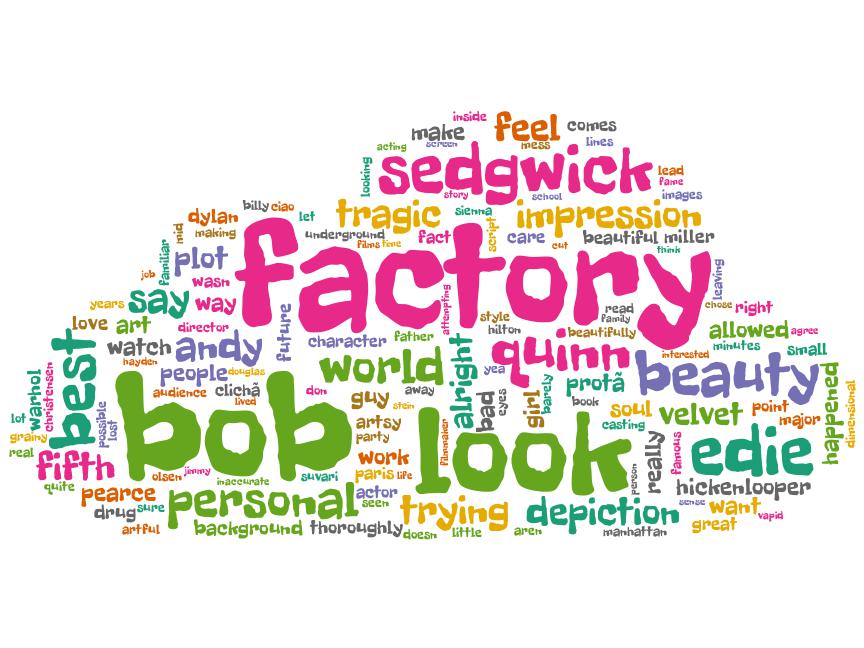 inside
make
screen
feel
comes
acting
mess
lines
looking
sedgwick
lead
fame
story
school
images
dylan
billy
ciao
let
tragic
sienna
impression
mid
making
underground
films
time
fact
script
care
cut
beautiful
miller
think
familiar
plot
job
wasn
factory
leaving
years
say
way
attempting
style
read
family
chose
right
love
art
director
future
character
father
hilton
beautifully
allowed
agree
best
watch
andy
hayden
world
alright
quinn
interested
minutes
small
people
douglas
yea
protã
beauty
happened
dimensional
warhol
christensen
audience
clichã
lived
don
guy
stein
away
bad
eyes
girl
barely
book
soul
velvet
point
major
lot
grainy
real
possible
lost
bob
artsy
party
filmmaker
look
casting
fifth
olsen
jimmy
inaccurate
suvari
work
paris
life
person
really
famous
edie
quite
pearce
personal
actor
seen
hickenlooper
drug
sure
trying
depiction
sense
want
vapid
artful
background
thoroughly
doesn
little
aren
manhattan
great